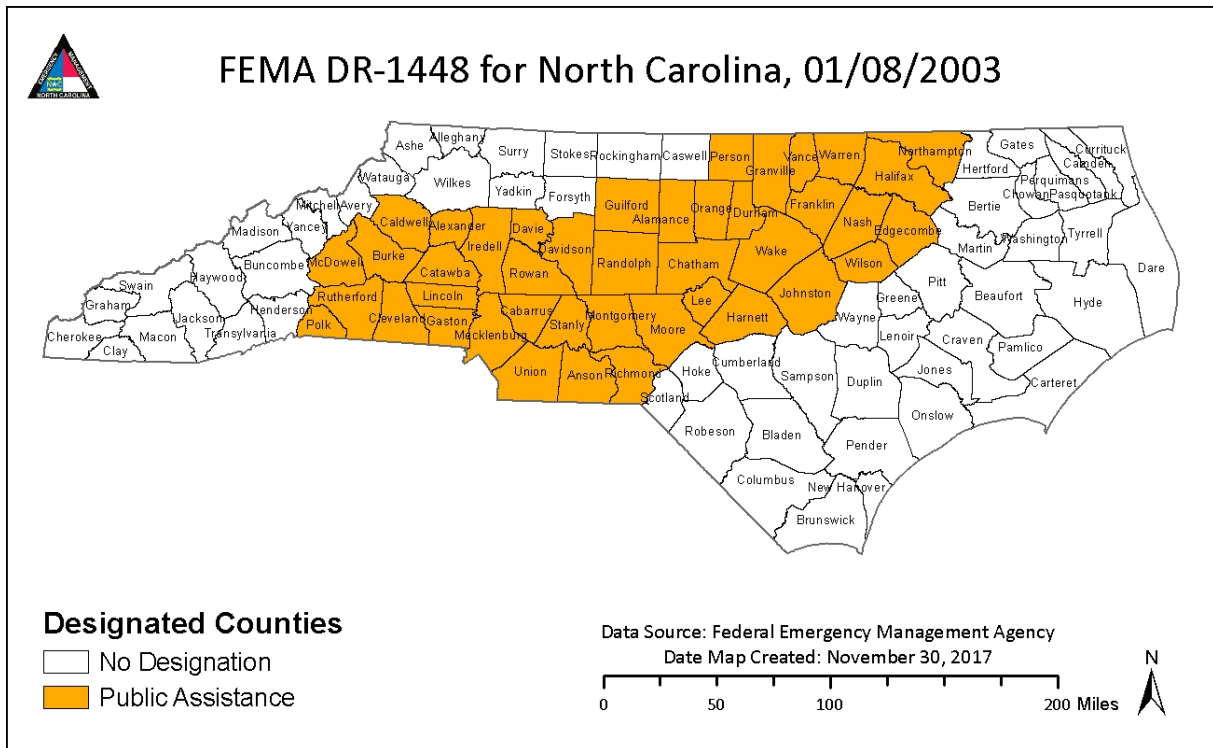 EMERGENCY MANAGEMENT
NORTH CAROLINA
FEMA DR-1448 for North Carolina, 01/08/2003
Alleghany
Ashe
Surry
Stokes
Rockingham
Caswell
Person
Vance
Warren
Northampton
Gates
Currituck
Camden
Granville
Halifax
Hertford
Watauga
Wilkes
Yadkin
Forsyth
Perquimans
Chowan
Pasquotank
Mitchell
Avery
Caldwell
Alexander
Davie
Guilford
Alamance
Orange
Durham
Franklin
Nash
Bertie
Madison
Yancey
Iredell
Davidson
Edgecombe
Washington
Tyrrell
McDowell
Burke
Catawba
Rowan
Randolph
Chatham
Wake
Wilson
Martin
Dare
Buncombe
Haywood
Swain
Rutherford
Lincoln
Johnston
Pitt
Beaufort
Hyde
Graham
Jackson
Henderson
Polk
Cleveland
Gaston
Cabarrus
Stanly
Montgomery
Moore
Lee
Harnett
Wayne
Greene
Cherokee
Macon
Transylvania
Mecklenburg
Lenoir
Craven
Pamlico
Clay
Union
Anson
Richmond
Hoke
Cumberland
Sampson
Duplin
Jones
Carteret
Scotland
Onslow
Robeson
Bladen
Pender
Columbus
New Hanover
Brunswick
Designated Counties
No Designation
Public Assistance
Data Source: Federal Emergency Management Agency
Date Map Created: November 30, 2017
N
0 50 100 200 Miles